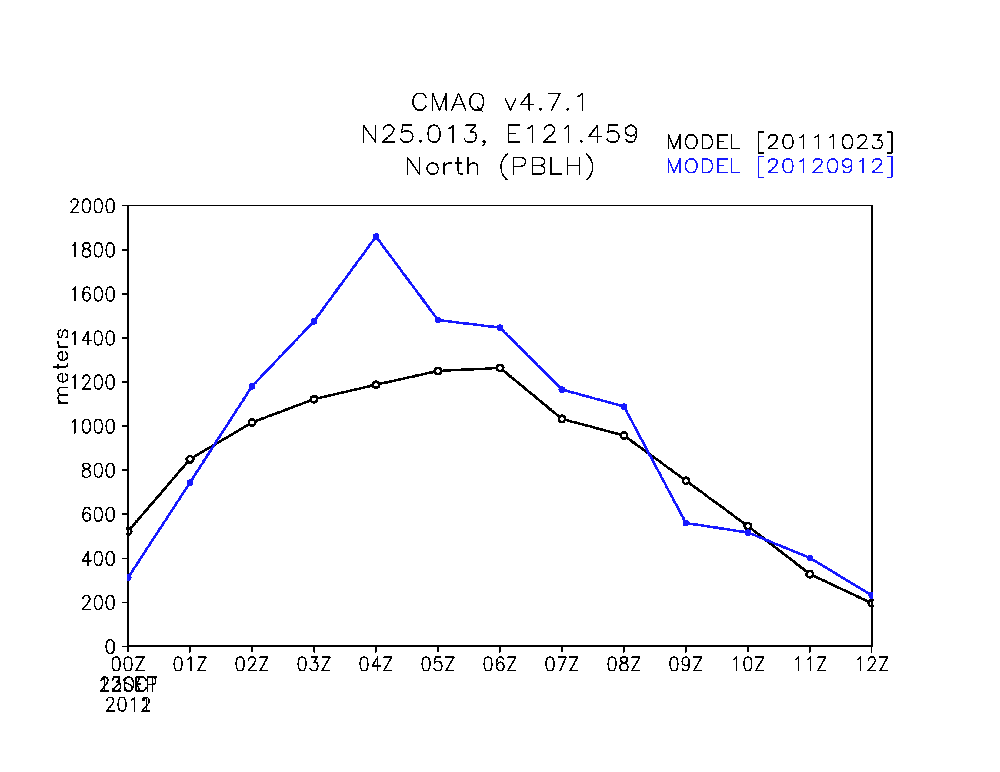 CMAQ v4.7.1
N25.013, E121.459
North (PBLH)
MODEL [20111023]
MODEL [20120912]
meters
2000
1800
1600
1400
1200
1000
800
600
400
200
0
00Z 01Z 02Z 03Z 04Z 05Z 06Z 07Z 08Z 09Z 10Z 11Z 12Z